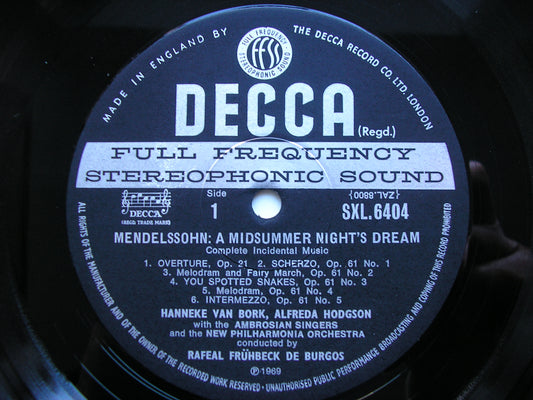 MADE IN ENGLAND BY
FULL FREQUENCY
ffss
STEREOPHONIC SOUND
THE DECCA RECORD CO. LTD. LONDON
DECCA (Regd.)
FULL FREQUENCY
STEREOPHONIC SOUND
DECCA
(REGD. TRADE MARK)
Side
1
(ZAL.8800)
SXL.6404
MENDELSSOHN: A MIDSUMMER NIGHT'S DREAM
Complete Incidental Music
1. OVERTURE, Op. 21 2. SCHERZO, Op. 61 No. 1
3. Melodram and Fairy March, Op. 61 No. 2
4. YOU SPOTTED SNAKES, Op. 61 No. 3
5. Melodram, Op. 61 No. 4
6. INTERMEZZO, Op. 61 No. 5
HANNEKE VAN BORK, ALFREDA HODGSON
with the AMBROSIAN SINGERS
and the NEW PHILHARMONIA ORCHESTRA
conducted by
RAFEAL FRÜHBECK DE BURGOS
℗1969
ALL RIGHTS OF THE MANUFACTURER AND OF THE OWNER OF THE RECORDED WORK RESERVED · UNAUTHORISED PUBLIC PERFORMANCE BROADCASTING AND COPYING OF THIS RECORD PROHIBITED